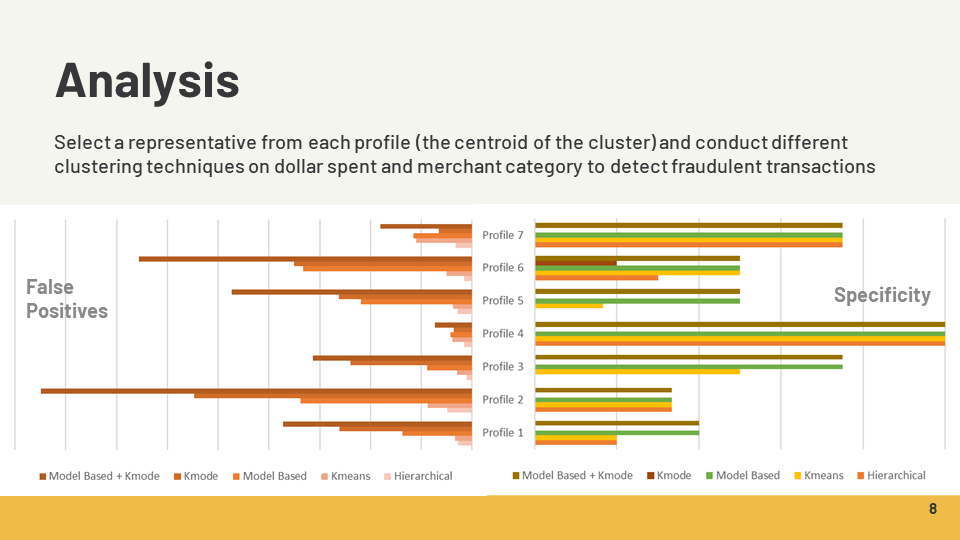 Analysis
Select a representative from each profile (the centroid of the cluster) and conduct different
clustering techniques on dollar spent and merchant category to detect fraudulent transactions
False
Positives
Profile 7
Profile 6
Profile 5
Profile 4
Profile 3
Profile 2
Profile 1
Specificity
Model Based + Kmode Kmode Model Based Kmeans Hierarchical
Model Based + Kmode Kmode Model Based Kmeans Hierarchical
8